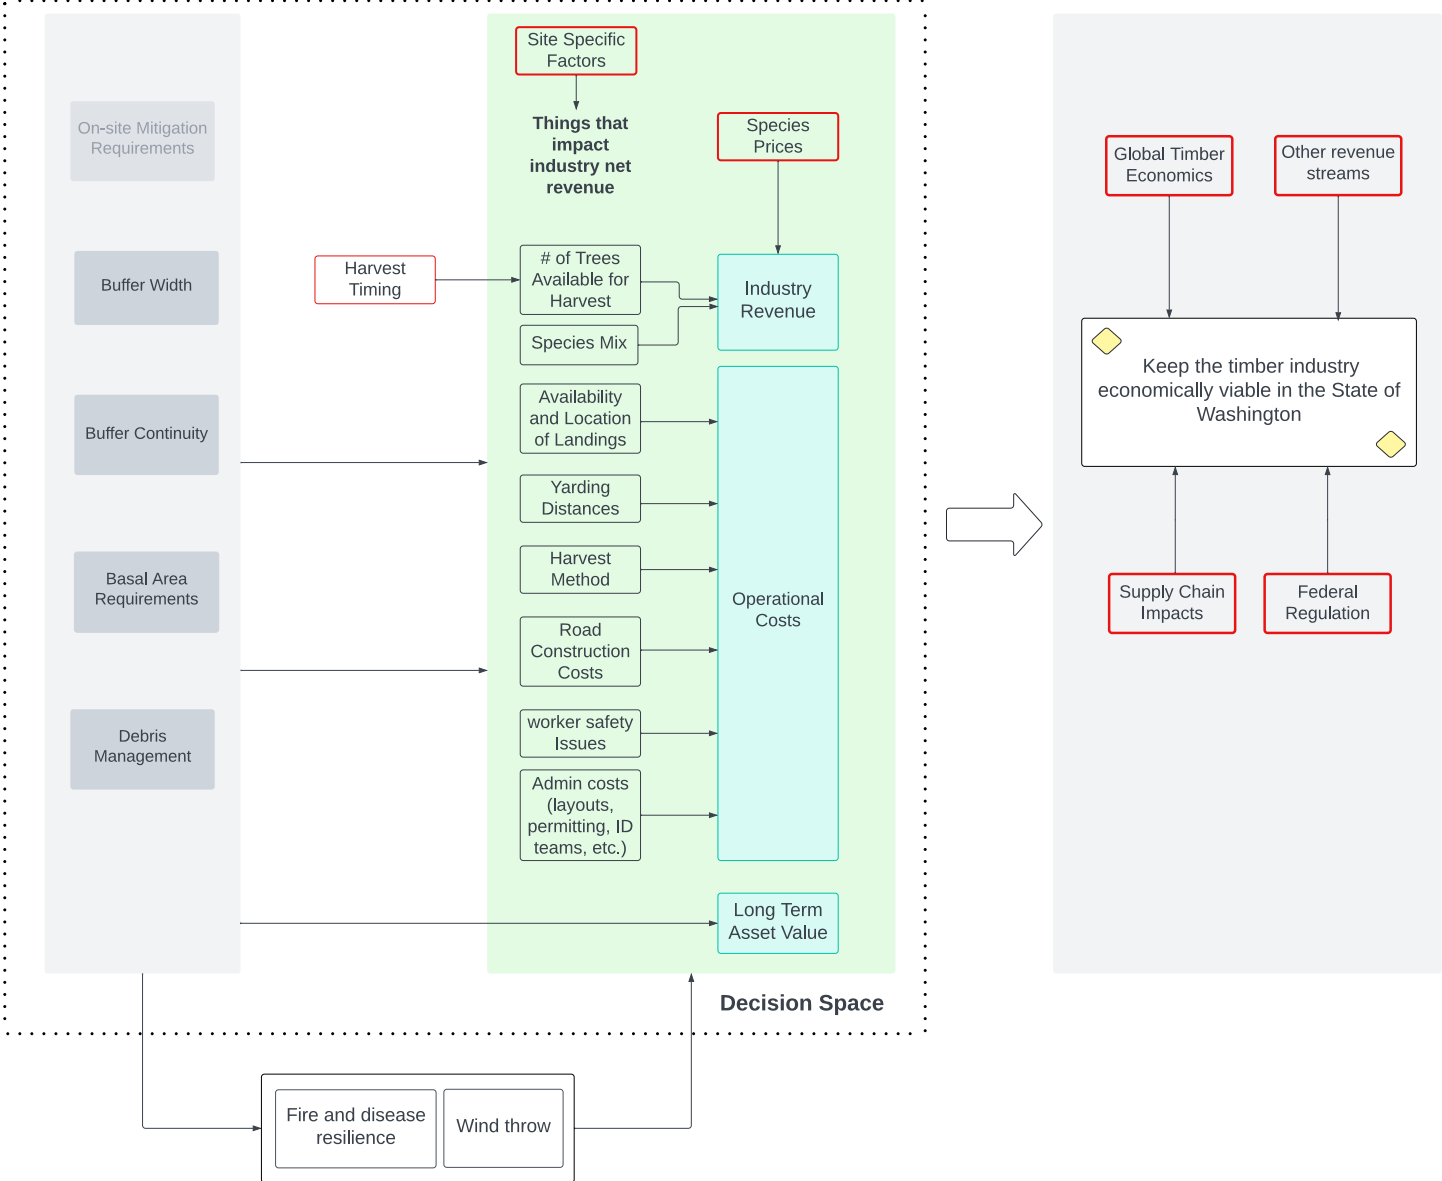 On-site Mitigation
Requirements
Buffer Width
Buffer Continuity
Basal Area
Requirements
Debris
Management
Harvest
Timing
Site Specific
Factors
Things that
impact
industry net
revenue
Species
Prices
# of Trees
Available for
Harvest
Species Mix
Industry
Revenue
Availability
and Location
of Landings
Yarding
Distances
Harvest
Method
Road
Construction
Costs
worker safety
Issues
Admin costs
(layouts,
permitting, ID
teams, etc.)
Operational
Costs
Long Term
Asset Value
Decision Space
Fire and disease
resilience
Wind throw
Global Timber
Economics
Other revenue
streams
Keep the timber industry
economically viable in the State of
Washington
Supply Chain
Impacts
Federal
Regulation